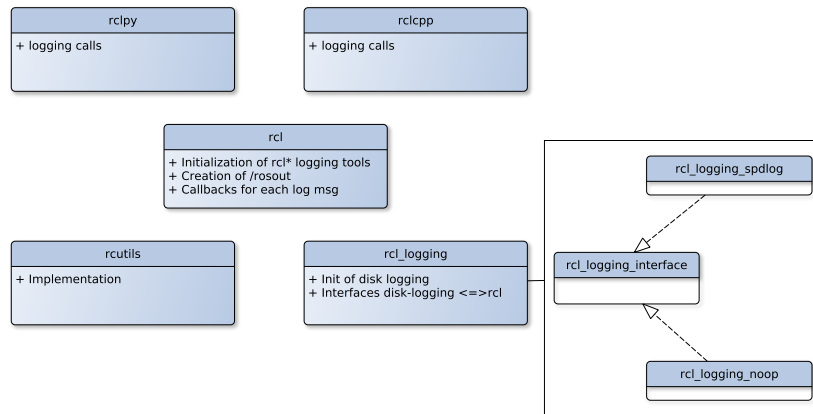 rclpy
+ logging calls
rclcpp
+ logging calls
rcl
+ Initialization of rcl* logging tools
+ Creation of /rosout
+ Callbacks for each log msg
rcutils
+ Implementation
rcl_logging
+ Init of disk logging
+ Interfaces disk-logging <=>rcl
rcl_logging_spdlog
rcl_logging_interface
rcl_logging_noop